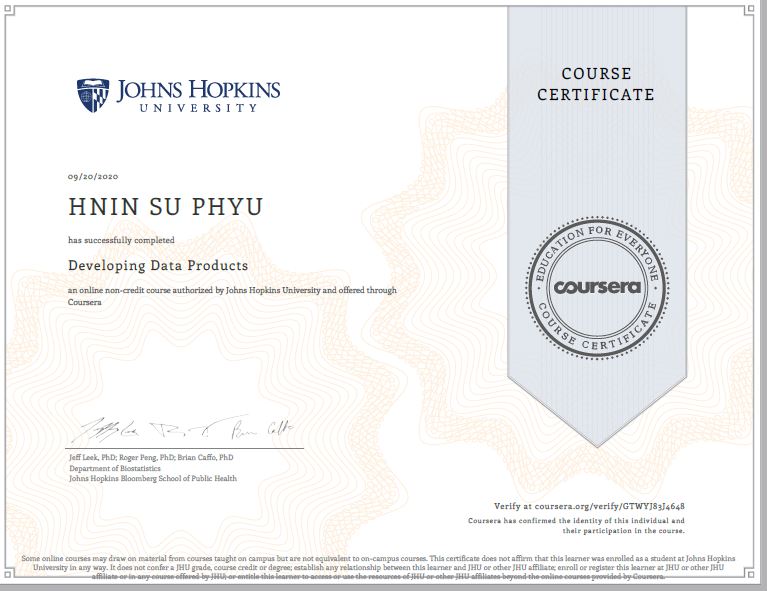 JOHNS HOPKINS
UNIVERSITY
COURSE
CERTIFICATE
09/20/2020
HNIN SU PHYU
has successfully completed
Developing Data Products
an online non-credit course authorized by Johns Hopkins University and offered through
Coursera
EDUCATION FOR EVERYONE
coursera
COURSE CERTIFICATE
Jeff Leek, PhD; Roger Peng, PhD; Brian Caffo, PhD
Department of Biostatistics
Johns Hopkins Bloomberg School of Public Health
Verify at coursera.org/verify/GTWYJ83J4648
Coursera has confirmed the identity of this individual and
their participation in the course.
Some online courses may draw on material from courses taught on campus but are not equivalent to on-campus courses. This certificate does not affirm that this learner was enrolled as a student at Johns Hopkins
University in any way. It does not confer a JHU grade, course credit or degree; establish any relationship between this learner and JHU or other JHU affiliate; enroll or register this learner at JHU or other JHU
affiliate or in any course offered by JHU; or entitle this learner to access or use the resources of JHU or other JHU affiliates beyond the online courses provided by Coursera.